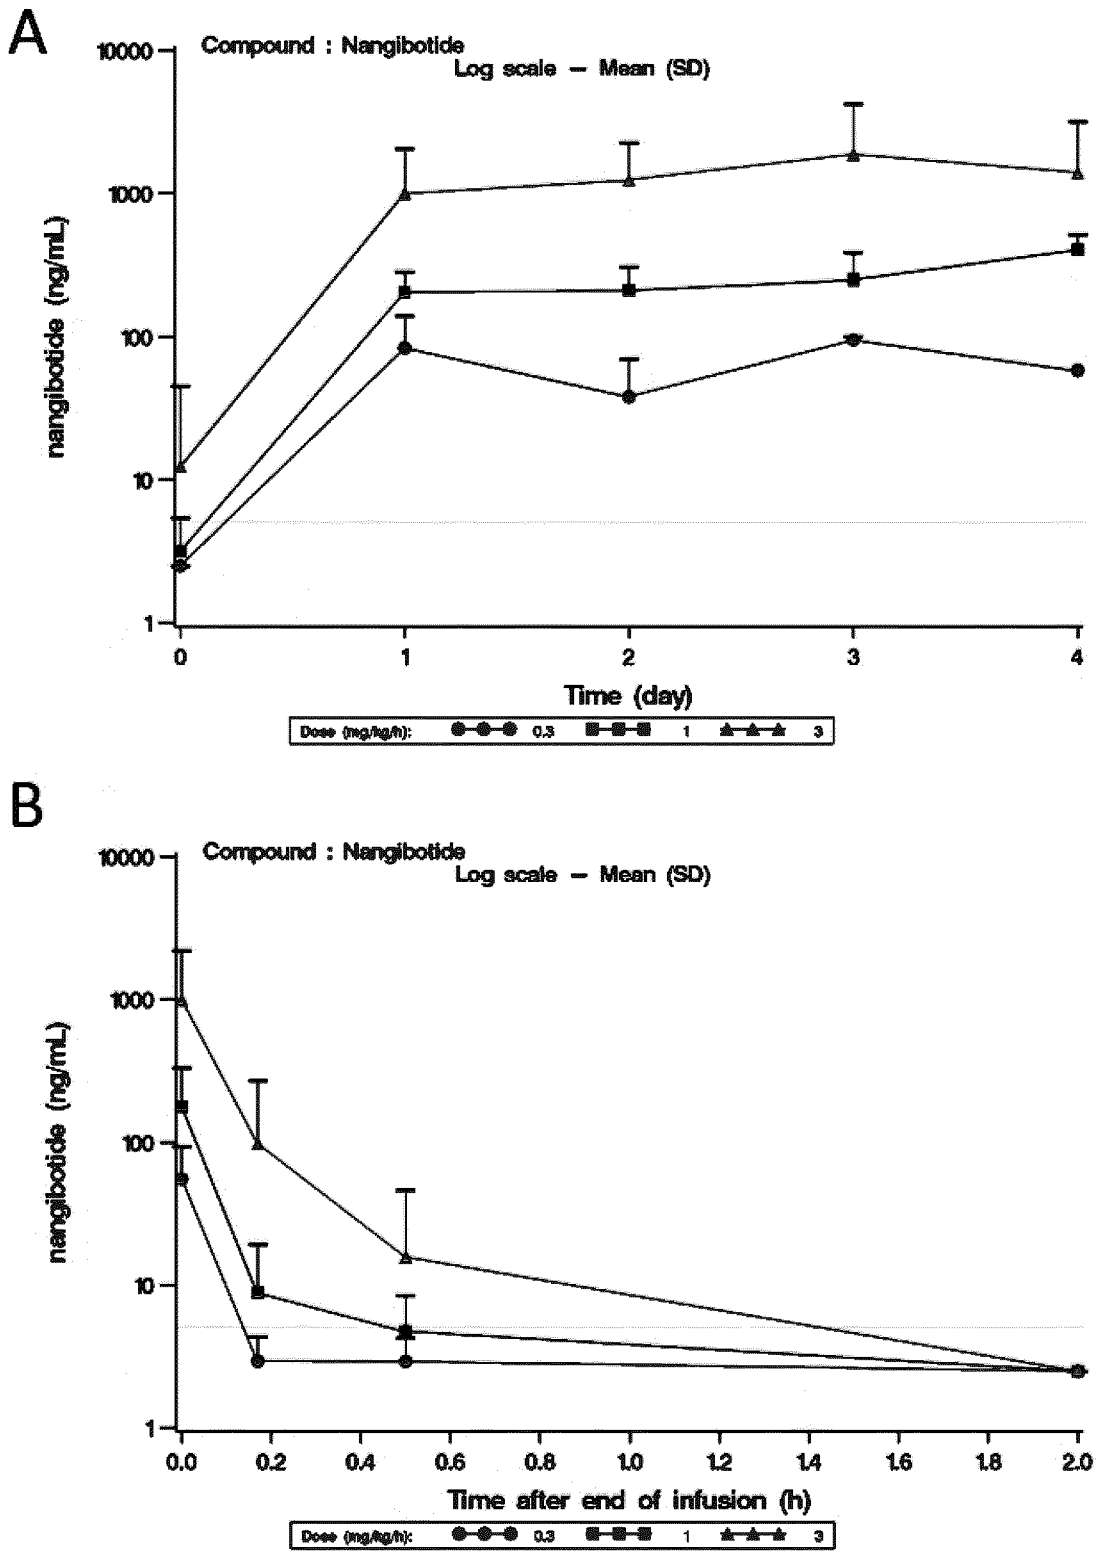 A
Compound : Nangibotide
Log scale — Mean (SD)
10000
1000
100
10
1
nangibotide (ng/mL)
0 1 2 3 4
Time (day)
Dose (mg/kg/h): 0.3 1 3
B
Compound : Nangibotide
Log scale — Mean (SD)
10000
1000
100
10
1
nangibotide (ng/mL)
0.0 0.2 0.4 0.6 0.8 1.0 1.2 1.4 1.6 1.8 2.0
Time after end of infusion (h)
Dose (mg/kg/h): 0.3 1 3